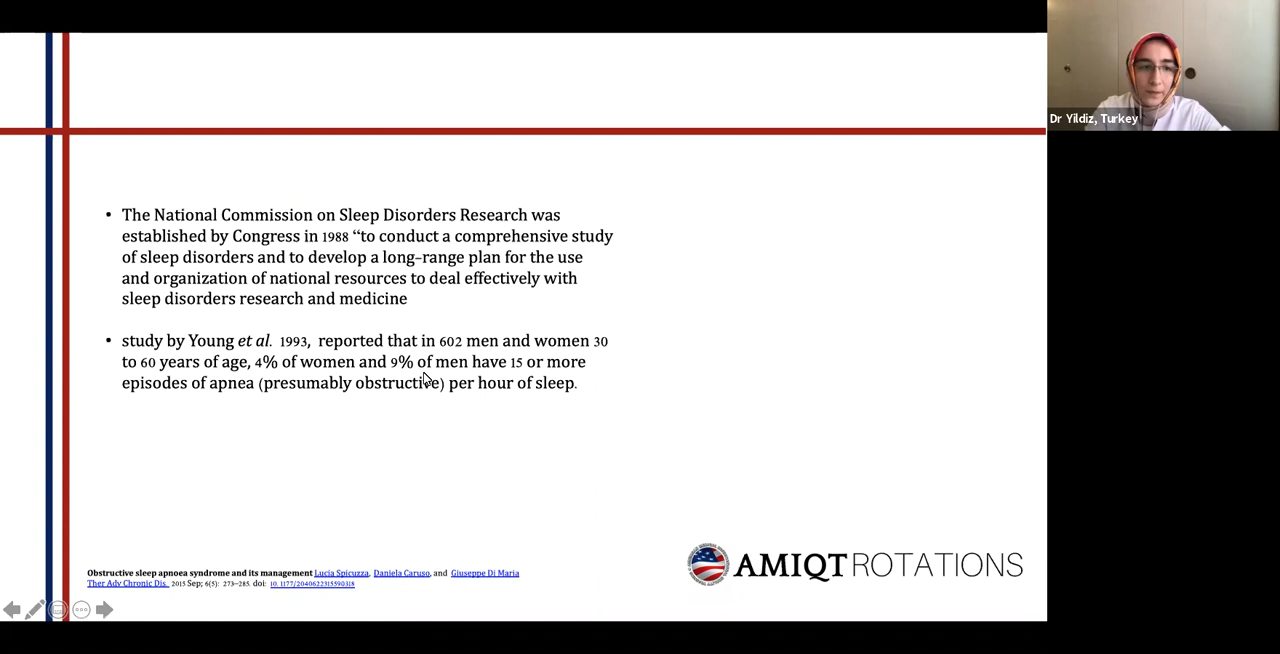 Dr Yildiz, Turkey
• The National Commission on Sleep Disorders Research was
established by Congress in 1988 “to conduct a comprehensive study
of sleep disorders and to develop a long-range plan for the use
and organization of national resources to deal effectively with
sleep disorders research and medicine
• study by Young et al. 1993, reported that in 602 men and women 30
to 60 years of age, 4% of women and 9% of men have 15 or more
episodes of apnea (presumably obstructive) per hour of sleep.
AMIQT ROTATIONS
Obstructive sleep apnoea syndrome and its management Lucia Spicuzza, Daniela Caruso, and Giuseppe Di Maria
Ther Adv Chronic Dis. 2015 Sep; 6(5): 273–285. doi: 10.1177/2040622315590318